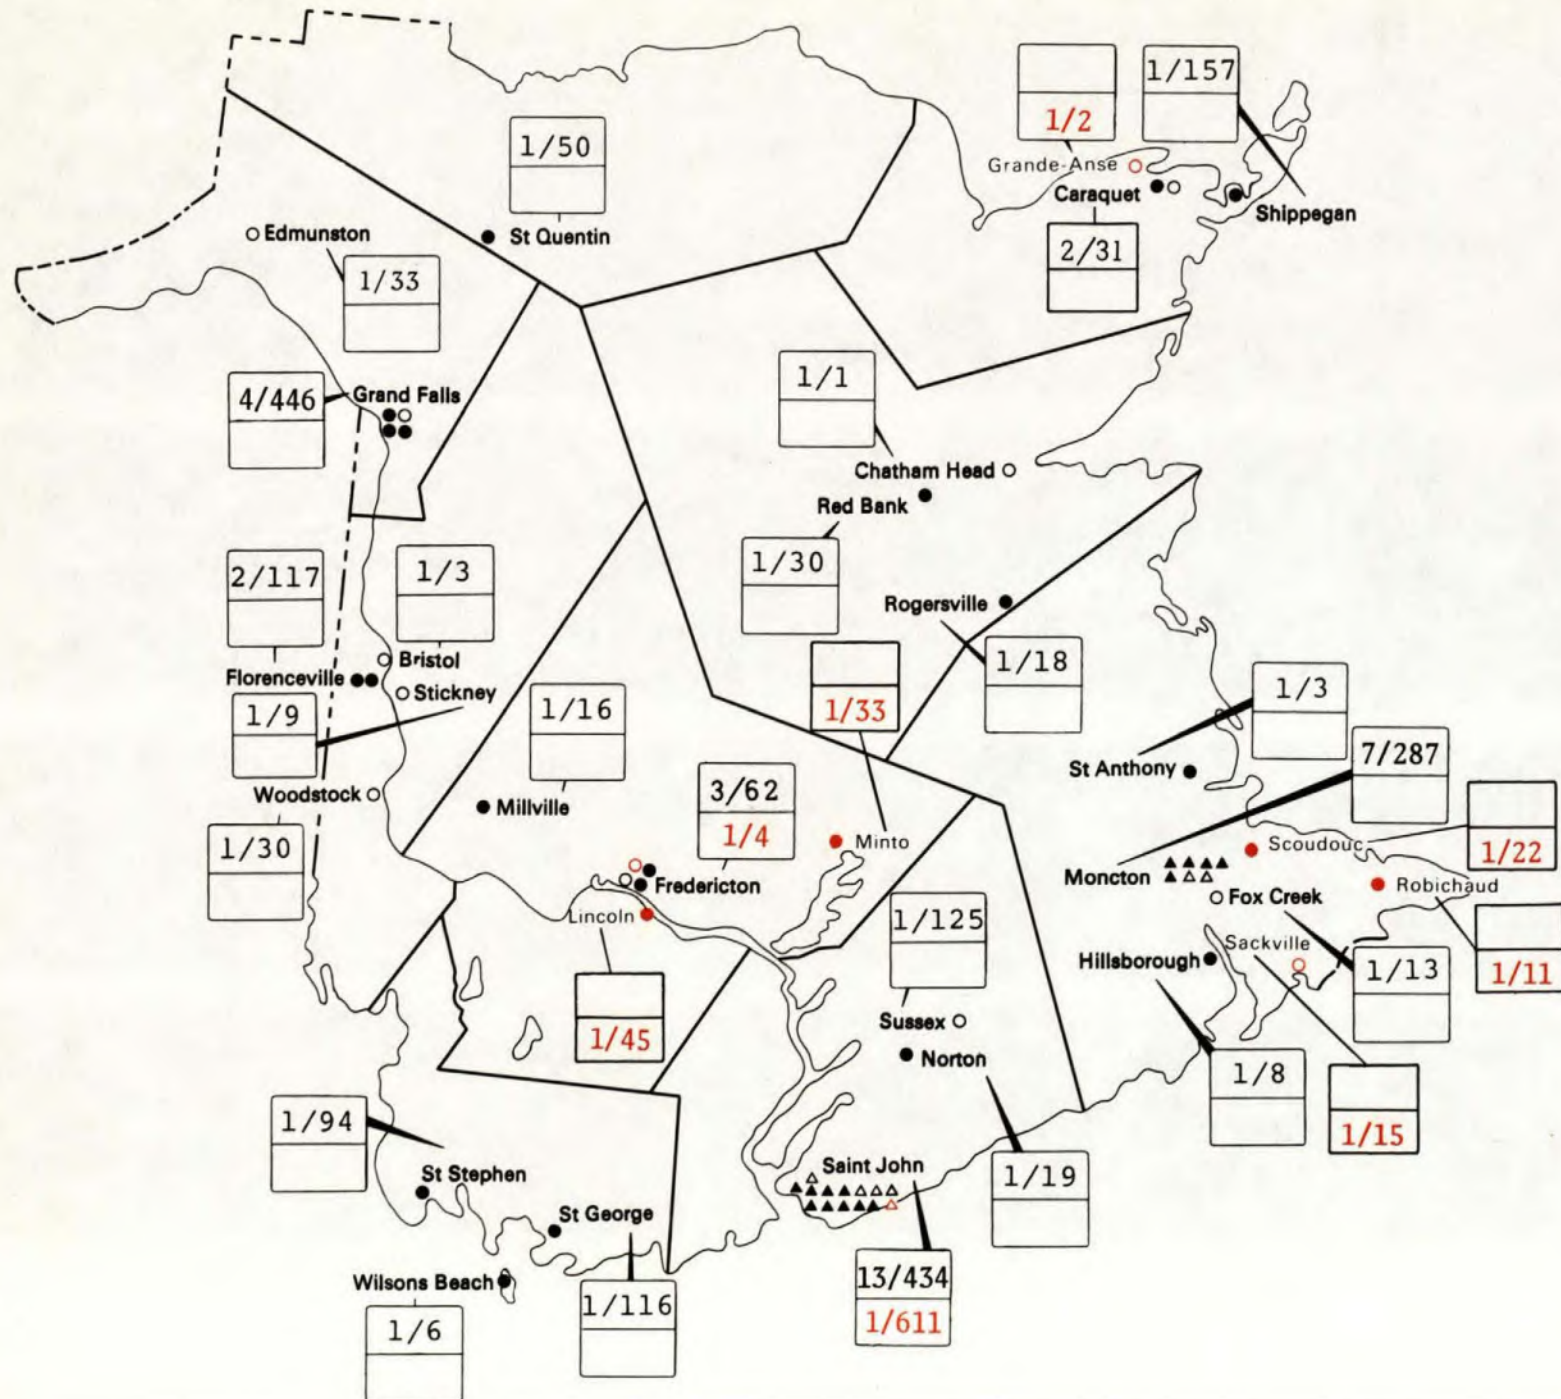 1/157
1/2
Grande-Anse
Caraquet
Shippegan
2/31
1/50
St Quentin
Edmunston
1/33
4/446
Grand Falls
1/1
Chatham Head
Red Bank
1/30
Rogersville
1/18
2/117
1/3
Bristol
Florenceville
Stickney
1/9
Woodstock
1/30
1/16
Millville
3/62
1/4
Fredericton
1/33
Minto
Lincoln
1/45
1/3
St Anthony
7/287
Moncton
Scoudouc
1/22
Robichaud
1/11
Fox Creek
1/13
Sackville
1/15
Hillsborough
1/8
1/125
Sussex
Norton
1/19
Saint John
13/434
1/611
1/94
St Stephen
St George
1/116
Wilsons Beach
1/6